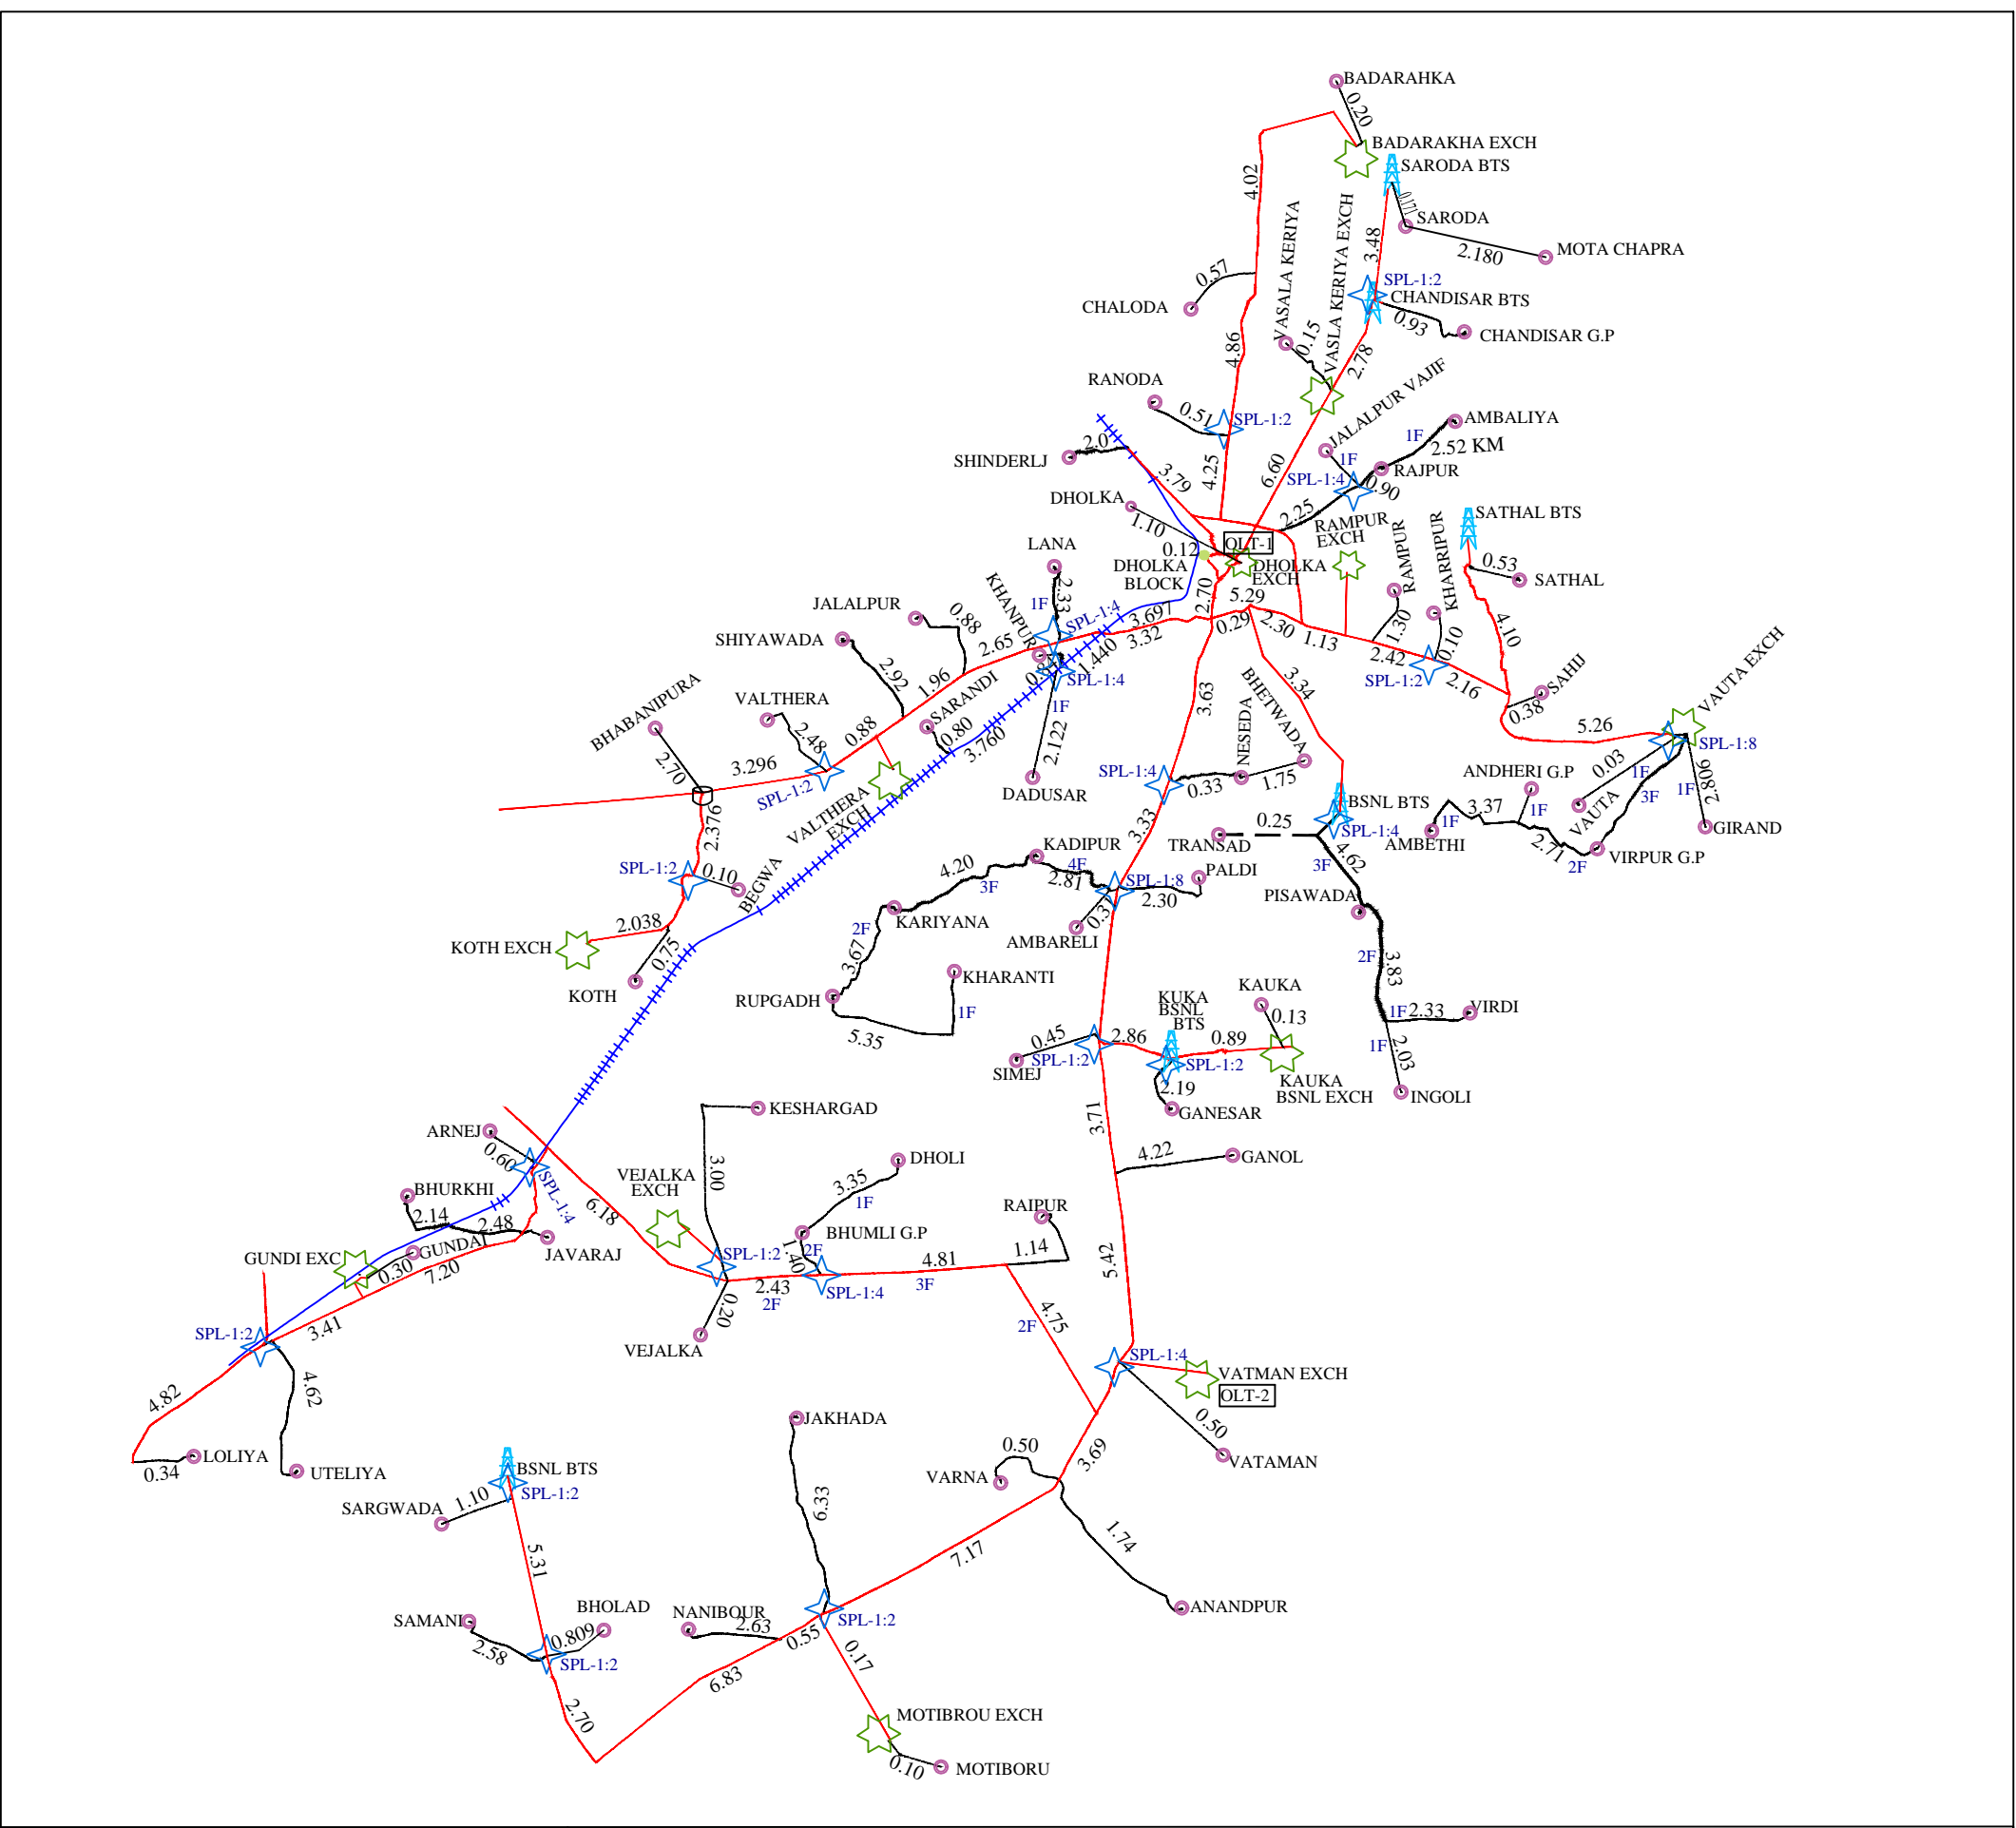 BADARAHKA
0.20
BADARAKHA EXCH
SARODA BTS
0.171
SARODA
2.180
MOTA CHAPRA
4.02
VASALA KERIYA
VASLA KERIYA EXCH
3.48
SPL-1:2
CHANDISAR BTS
0.93
CHANDISAR G.P
0.57
CHALODA
4.86
0.15
2.78
RANODA
0.51
SPL-1:2
JALALPUR VAJIF
AMBALIYA
1F
2.52 KM
1F
RAJPUR
SPL-1:4
0.90
2.25
SHINDERLJ
2.0
3.79
4.25
6.60
DHOLKA
1.10
0.12
OLT-1
DHOLKA
BLOCK
DHOLKA
EXCH
RAMPUR
EXCH
RAMPUR
KHARRIPUR
SATHAL BTS
0.53
SATHAL
LANA
2.33
1F
KHANPUR
SPL-1:4
3.697
3.32
2.70
5.29
0.29
2.30
1.13
1.30
2.42
0.10
SPL-1:2
2.16
4.10
SAHIJ
0.38
5.26
VAUTA EXCH
SPL-1:8
JALALPUR
0.88
SHIYAWADA
2.92
2.65
1.96
1.440
SPL-1:4
1F
2.122
DADUSAR
SARANDI
0.80
3.760
0.88
VALTHERA
2.48
SPL-1:2
VALTHERA
EXCH
BHABANIPURA
2.70
3.296
2.376
SPL-1:2
0.10
BEGWA
2.038
KOTH EXCH
0.75
KOTH
3.63
3.34
BHETWADA
NESEDA
SPL-1:4
0.33
1.75
BSNL BTS
SPL-1:4
0.25
TRANSAD
3F
4.62
PISAWADA
2F
3.83
1F
2.33
VIRDI
1F
2.03
INGOLI
ANDHERI G.P
1F
3.37
1F
AMBETHI
2.71
2F
VIRPUR G.P
0.03
1F
VAUTA
3F
1F
2.806
GIRAND
3.33
KADIPUR
4F
2.81
SPL-1:8
PALDI
2.30
AMBARELI
4.20
3F
KARIYANA
2F
3.67
RUPGADH
5.35
1F
KHARANTI
KUKA
BSNL
BTS
KAUKA
0.13
0.45
SIMEJ
SPL-1:2
2.86
0.89
SPL-1:2
KAUKA
BSNL EXCH
2.19
GANESAR
3.71
4.22
GANOL
5.42
ARNEJ
0.60
SPL-1:4
BHURKHI
2.14
2.48
JAVARAJ
GUNDI EXC
GUNDAI
0.30
7.20
3.41
SPL-1:2
4.82
4.62
0.34
LOLIYA
UTELIYA
KESHARGAD
3.00
6.18
VEJALKA
EXCH
SPL-1:2
0.20
VEJALKA
DHOLI
3.35
1F
BHUMLI G.P
2F
1.40
2.43
2F
SPL-1:4
4.81
3F
RAIPUR
1.14
4.75
2F
SPL-1:4
VATMAN EXCH
OLT-2
0.50
VATAMAN
3.69
0.50
VARNA
1.74
ANANDPUR
7.17
JAKHADA
6.33
SPL-1:2
NANIBOUR
2.63
0.55
0.17
6.83
MOTIBROU EXCH
0.10
MOTIBORU
BSNL BTS
SPL-1:2
1.10
SARGWADA
5.31
SAMANI
2.58
BHOLAD
0.809
SPL-1:2
2.70